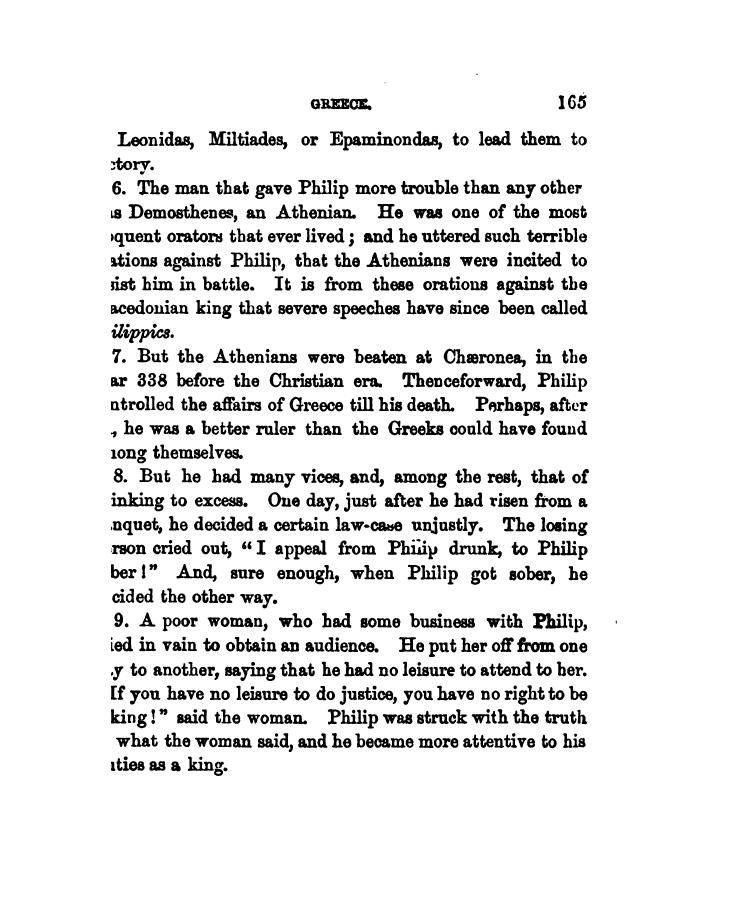 GREECE. 165
Leonidas, Miltiades, or Epaminondas, to lead them to
tory.
6. The man that gave Philip more trouble than any other
s Demosthenes, an Athenian. He was one of the most
quent orators that ever lived; and he uttered such terrible
ations against Philip, that the Athenians were incited to
sist him in battle. It is from these orations against the
acedonian king that severe speeches have since been called
ilippics.
7. But the Athenians were beaten at Chæronea, in the
ar 338 before the Christian era. Thenceforward, Philip
ntrolled the affairs of Greece till his death. Perhaps, after
, he was a better ruler than the Greeks could have found
ong themselves.
8. But he had many vices, and, among the rest, that of
inking to excess. One day, just after he had risen from a
nquet, he decided a certain law-case unjustly. The losing
rson cried out, “I appeal from Philip drunk, to Philip
ber!” And, sure enough, when Philip got sober, he
cided the other way.
9. A poor woman, who had some business with Philip,
ied in vain to obtain an audience. He put her off from one
y to another, saying that he had no leisure to attend to her.
If you have no leisure to do justice, you have no right to be
king!” said the woman. Philip was struck with the truth
what the woman said, and he became more attentive to his
ties as a king.